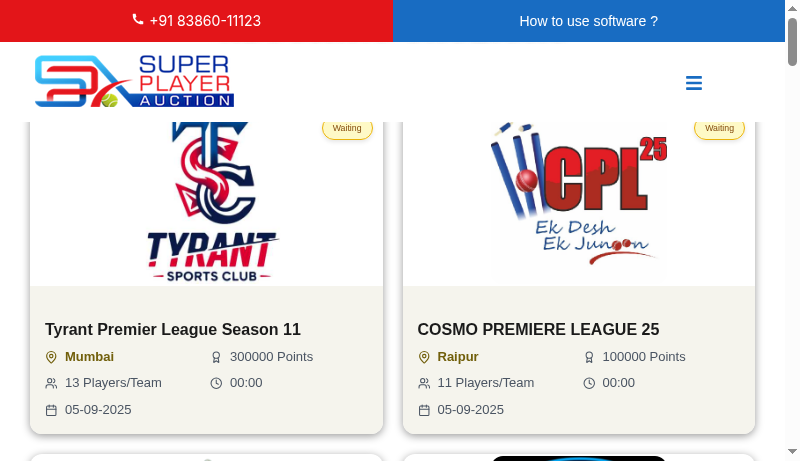 +91 83860-11123
How to use software ?
SUPER
PLAYER
AUCTION
Waiting
TSC
TYRANT
SPORTS CLUB
Tyrant Premier League Season 11
Mumbai
300000 Points
13 Players/Team
00:00
05-09-2025
Waiting
CPL 25
Ek Desh
Ek Junoon
COSMO PREMIERE LEAGUE 25
Raipur
100000 Points
11 Players/Team
00:00
05-09-2025